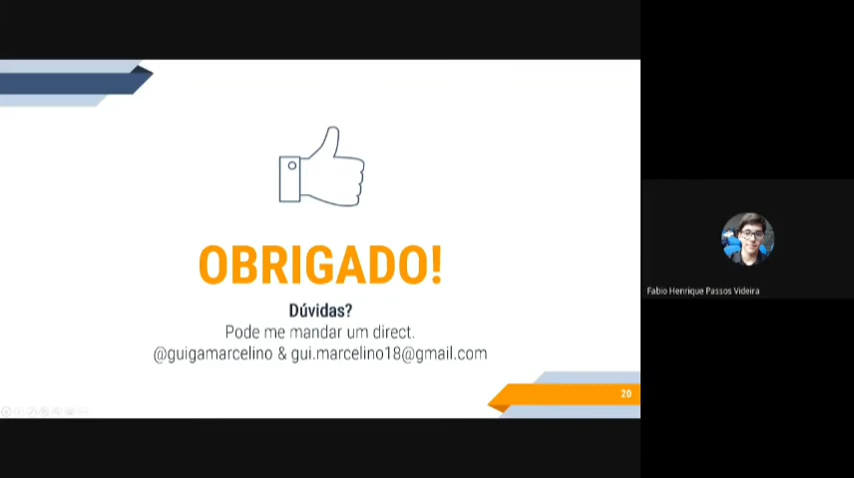 OBRIGADO!
Dúvidas?
Pode me mandar um direct.
@guigamarcelino & gui.marcelino18@gmail.com
20
Fabio Henrique Passos Videira